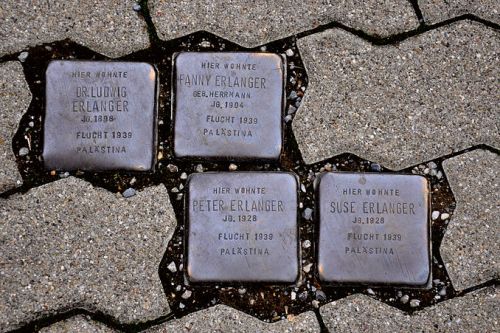 HIER WOHNTE
DR. LUDWIG
ERLANGER
JG. 1898
FLUCHT 1939
PALÄSTINA
HIER WOHNTE
FANNY ERLANGER
GEB. HERRMANN
JG. 1904
FLUCHT 1939
PALÄSTINA
HIER WOHNTE
PETER ERLANGER
JG. 1928
FLUCHT 1939
PALÄSTINA
HIER WOHNTE
SUSE ERLANGER
JG. 1928
FLUCHT 1939
PALÄSTINA